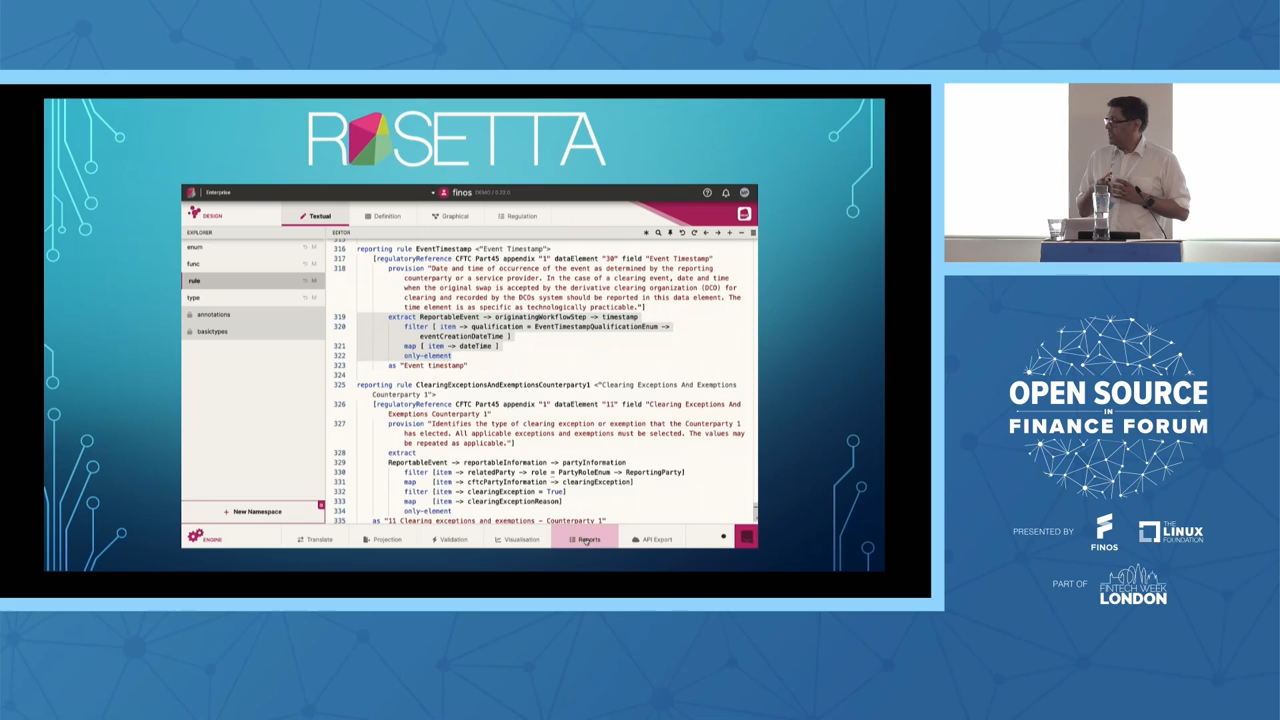 ROSETTA
Enterprise
finos DEMO / 0.22.0
DESIGN
Textual
Definition
Graphical
Regulation
EXPLORER
EDITOR
enum
func
rule
type
annotations
basictypes
New Namespace
315
316 reporting rule EventTimestamp <"Event Timestamp">
317 [regulatoryReference CFTC Part45 appendix "1" dataElement "30" field "Event Timestamp"
318 provision "Date and time of occurrence of the event as determined by the reporting
counterparty or a service provider. In the case of a clearing event, date and time
when the original swap is accepted by the derivative clearing organization (DCO) for
clearing and recorded by the DCOs system should be reported in this data element. The
time element is as specific as technologically practicable."]
319 extract ReportableEvent -> originatingWorkflowStep -> timestamp
320 filter [ item -> qualification = EventTimestampQualificationEnum ->
eventCreationDateTime ]
321 map [ item -> dateTime ]
322 only-element
323 as "Event timestamp"
324
325 reporting rule ClearingExceptionsAndExemptionsCounterparty1 <"Clearing Exceptions And Exemptions
Counterparty 1">
326 [regulatoryReference CFTC Part45 appendix "1" dataElement "11" field "Clearing Exceptions And
Exemptions Counterparty 1"
327 provision "Identifies the type of clearing exception or exemption that the Counterparty 1
has elected. All applicable exceptions and exemptions must be selected. The values may
be repeated as applicable."]
328 extract
329 ReportableEvent -> reportableInformation -> partyInformation
330 filter [item -> relatedParty -> role = PartyRoleEnum -> ReportingParty]
331 map [item -> cftcPartyInformation -> clearingException]
332 filter [item -> clearingException = True]
333 map [item -> clearingExceptionReason]
334 only-element
335 as "11 Clearing exceptions and exemptions - Counterparty 1"
ENGINE
Translate
Projection
Validation
Visualisation
Reports
API Export
OPEN SOURCE
IN
FINANCE FORUM
PRESENTED BY
FINOS
THE
LINUX
FOUNDATION
PART OF
FINTECH WEEK
LONDON